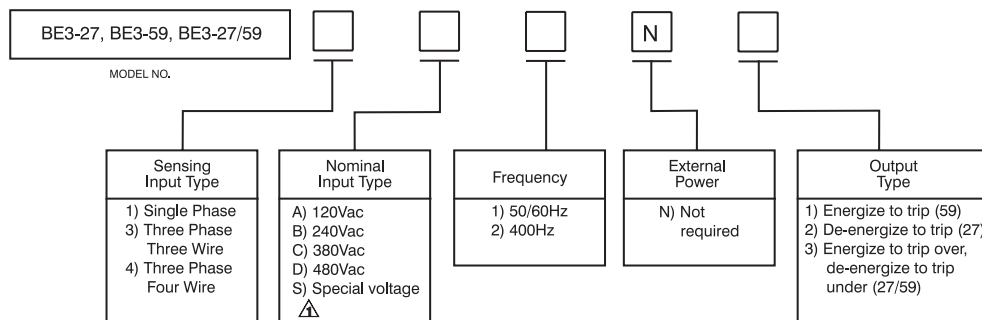 BE3-27, BE3-59, BE3-27/59
N
MODEL NO.
Sensing
Input Type
1) Single Phase
3) Three Phase
Three Wire
4) Three Phase
Four Wire
Nominal
Input Type
A) 120Vac
B) 240Vac
C) 380Vac
D) 480Vac
S) Special voltage
1
Frequency
1) 50/60Hz
2) 400Hz
External
Power
N) Not
required
Output
Type
1) Energize to trip (59)
2) De-energize to trip (27)
3) Energize to trip over,
de-energize to trip
under (27/59)